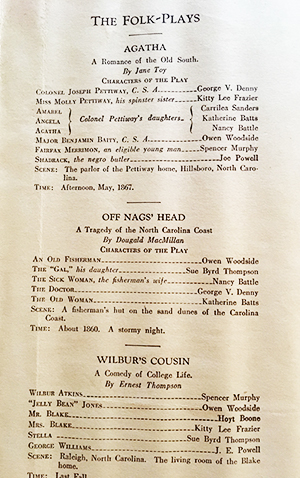 The Folk-Plays
AGATHA
A Romance of the Old South.
By Jane Toy
Characters of the Play
Colonel Joseph Pettiway, C. S. A. George V. Denny
Miss Molly Pettiway, his spinster sister Kitty Lee Frazier
Amabel Carrilea Sanders
Angela } Colonel Pettiway's daughters { Katherine Batts
Agatha Nancy Battle
Major Benjamin Baity, C. S. A. Owen Woodside
Fairfax Merrimon, an eligible young man Spencer Murphy
Shadrack, the negro butler Joe Powell
Scene: The parlor of the Pettiway home, Hillsboro, North Caro-
lina.
Time: Afternoon, May, 1867.
OFF NAGS' HEAD
A Tragedy of the North Carolina Coast
By Dougald MacMillan
Characters of the Play
An Old Fisherman Owen Woodside
The "Gal," his daughter Sue Byrd Thompson
The Sick Woman, the fisherman's wife Nancy Battle
The Doctor George V. Denny
The Old Woman Katherine Batts
Scene: A fisherman's hut on the sand dunes of the Carolina
Coast.
Time: About 1860. A stormy night.
WILBUR'S COUSIN
A Comedy of College Life.
By Ernest Thompson
Characters of the Play
Wilbur Atkins Spencer Murphy
"Jelly Bean" Jones Owen Woodside
Mr. Blake Hoyt Boone
Mrs. Blake Kitty Lee Frazier
Stella Sue Byrd Thompson
George Williams J. E. Powell
Scene: Raleigh, North Carolina. The living room of the Blake
home.
Time: Last Fall.